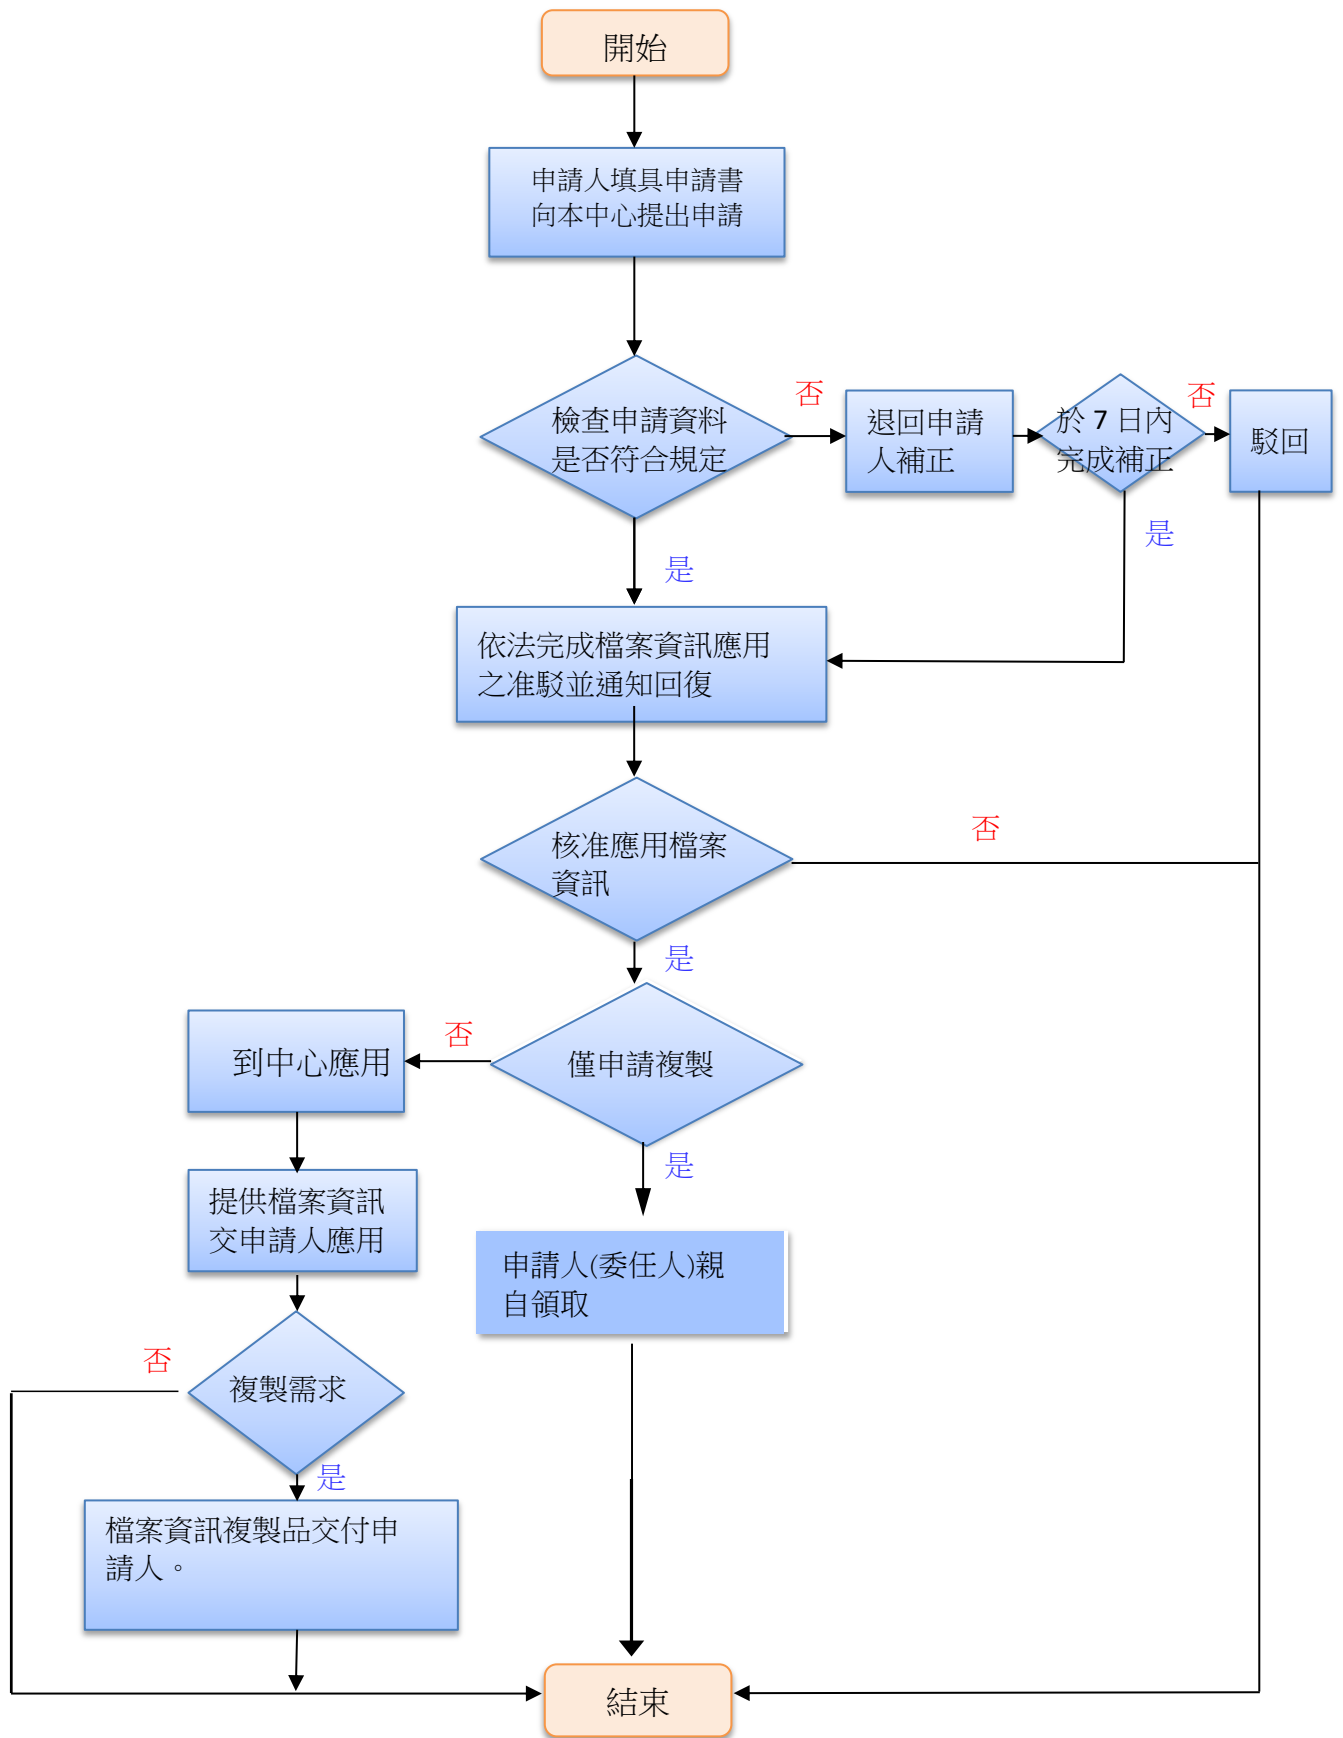 開始
申請人填具申請書
向本中心提出申請
檢查申請資料
是否符合規定
否
退回申請
人補正
於 7 日內
完成補正
否
駁回
是
是
依法完成檔案資訊應用
之准駁並通知回復
核准應用檔案
資訊
否
是
僅申請複製
否
到中心應用
是
提供檔案資訊
交申請人應用
申請人(委任人)親
自領取
複製需求
否
是
檔案資訊複製品交付申
請人。
結束